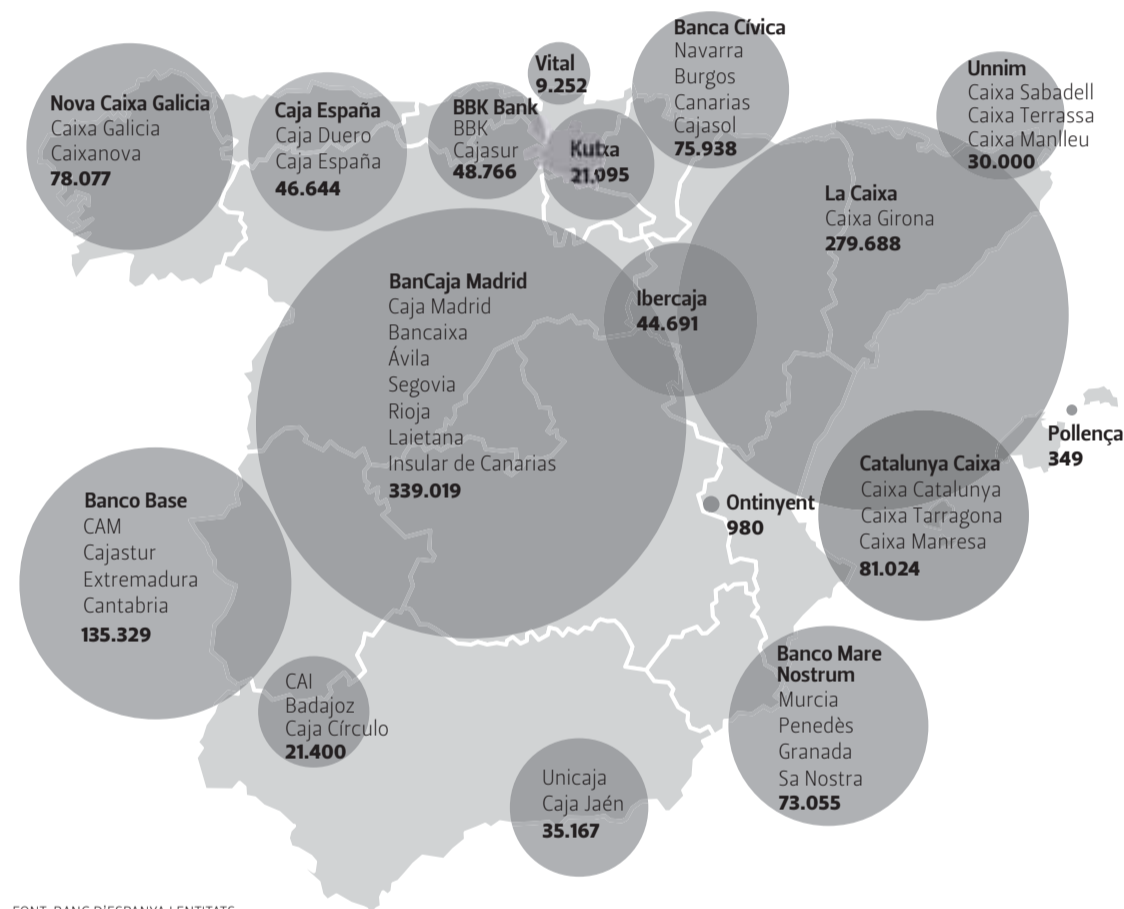 Nova Caixa Galicia
Caixa Galicia
Caixanova
78.077
Caja España
Caja Duero
Caja España
46.644
BBK Bank
BBK
Cajasur
48.766
Vital
9.252
Kutxa
21.095
Banca Cívica
Navarra
Burgos
Canarias
Cajasol
75.938
Unnim
Caixa Sabadell
Caixa Terrassa
Caixa Manlleu
30.000
La Caixa
Caixa Girona
279.688
BanCaja Madrid
Caja Madrid
Bancaixa
Ávila
Segovia
Rioja
Laietana
Insular de Canarias
339.019
Ibercaja
44.691
Pollença
349
Catalunya Caixa
Caixa Catalunya
Caixa Tarragona
Caixa Manresa
81.024
Ontinyent
980
Banco Base
CAM
Cajastur
Extremadura
Cantabria
135.329
CAI
Badajoz
Caja Círculo
21.400
Unicaja
Caja Jaén
35.167
Banco Mare
Nostrum
Murcia
Penedès
Granada
Sa Nostra
73.055
FONT: BANC D'ESPANYA I ENTITATS